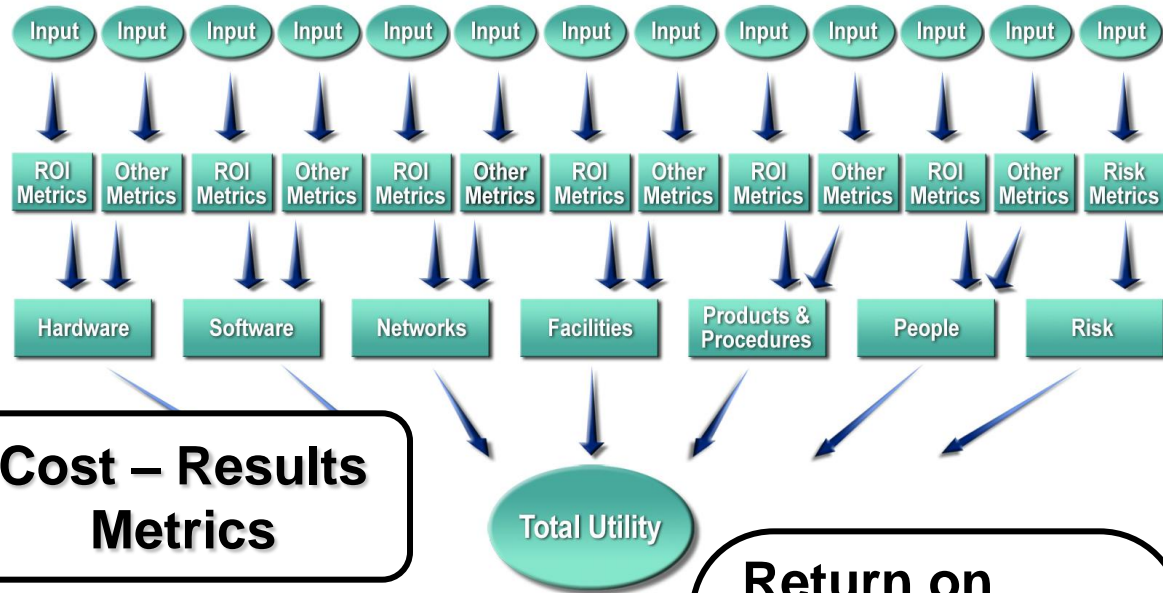 Input Input Input Input Input Input Input Input Input Input Input Input Input
ROI Metrics Other Metrics ROI Metrics Other Metrics ROI Metrics Other Metrics ROI Metrics Other Metrics ROI Metrics Other Metrics ROI Metrics Other Metrics Risk Metrics
Hardware Software Networks Facilities Products & Procedures People Risk
Cost – Results
Metrics
Total Utility
Return on